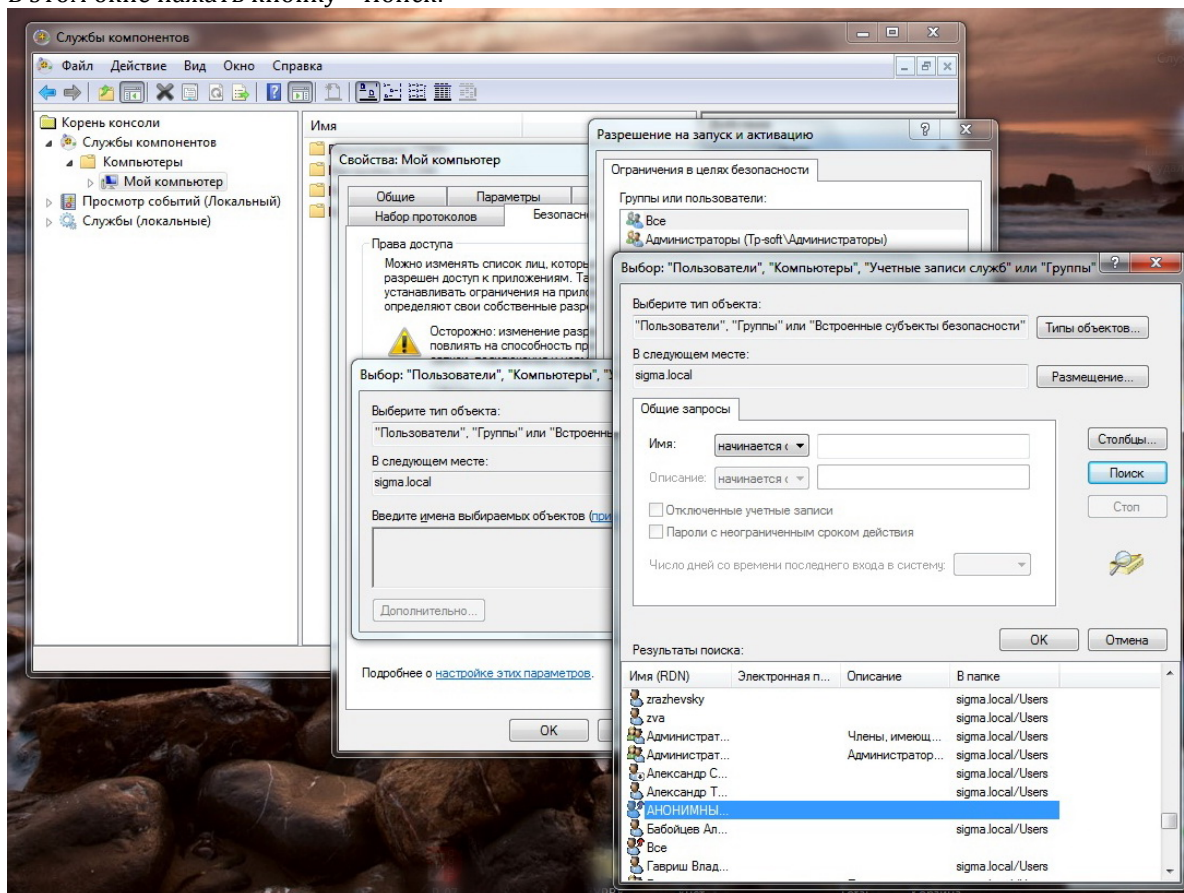 В этом окне нажать кнопку – Поиск.
Службы компонентов
Файл Действие Вид Окно Справка
Корень консоли
Службы компонентов
Компьютеры
Мой компьютер
Просмотр событий (Локальный)
Службы (локальные)
Имя
Свойства: Мой компьютер
Общие Параметры
Набор протоколов Безопасн
Права доступа
Можно изменять список лиц, которы
разрешен доступ к приложениям. Та
устанавливать ограничения на прило
определяют свои собственные разр
Осторожно: изменение разр
повлиять на способность пр
Выбор: "Пользователи", "Компьютеры", "У
Выберите тип объекта:
"Пользователи", "Группы" или "Встроенны
В следующем месте:
sigma.local
Введите имена выбираемых объектов (при
Дополнительно...
Подробнее о настройке этих параметров.
ОК
Разрешение на запуск и активацию
Ограничения в целях безопасности
Группы или пользователи:
Все
Администраторы (Tp-soft\Администраторы)
Выбор: "Пользователи", "Компьютеры", "Учетные записи служб" или "Группы"
Выберите тип объекта:
"Пользователи", "Группы" или "Встроенные субъекты безопасности" Типы объектов...
В следующем месте:
sigma.local Размещение...
Общие запросы
Имя: начинается с Столбцы...
Описание: начинается с Поиск
Отключенные учетные записи Стоп
Пароли с неограниченным сроком действия
Число дней со времени последнего входа в систему:
ОК Отмена
Результаты поиска:
Имя (RDN) Электронная п... Описание В папке
zrazhevsky sigma.local/Users
zva sigma.local/Users
Администрат... Члены, имеющ... sigma.local/Users
Администрат... Администратор... sigma.local/Users
Александр С... sigma.local/Users
Александр Т... sigma.local/Users
АНОНИМНЫ...
Бабойцев Ал... sigma.local/Users
Все
Гавриш Влад... sigma.local/Users